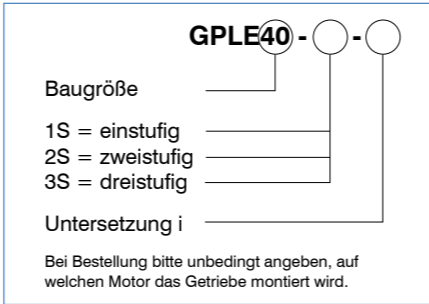 GPLE40 - -
Baugröße
1S = einstufig
2S = zweistufig
3S = dreistufig
Untersetzung i
Bei Bestellung bitte unbedingt angeben, auf
welchen Motor das Getriebe montiert wird.